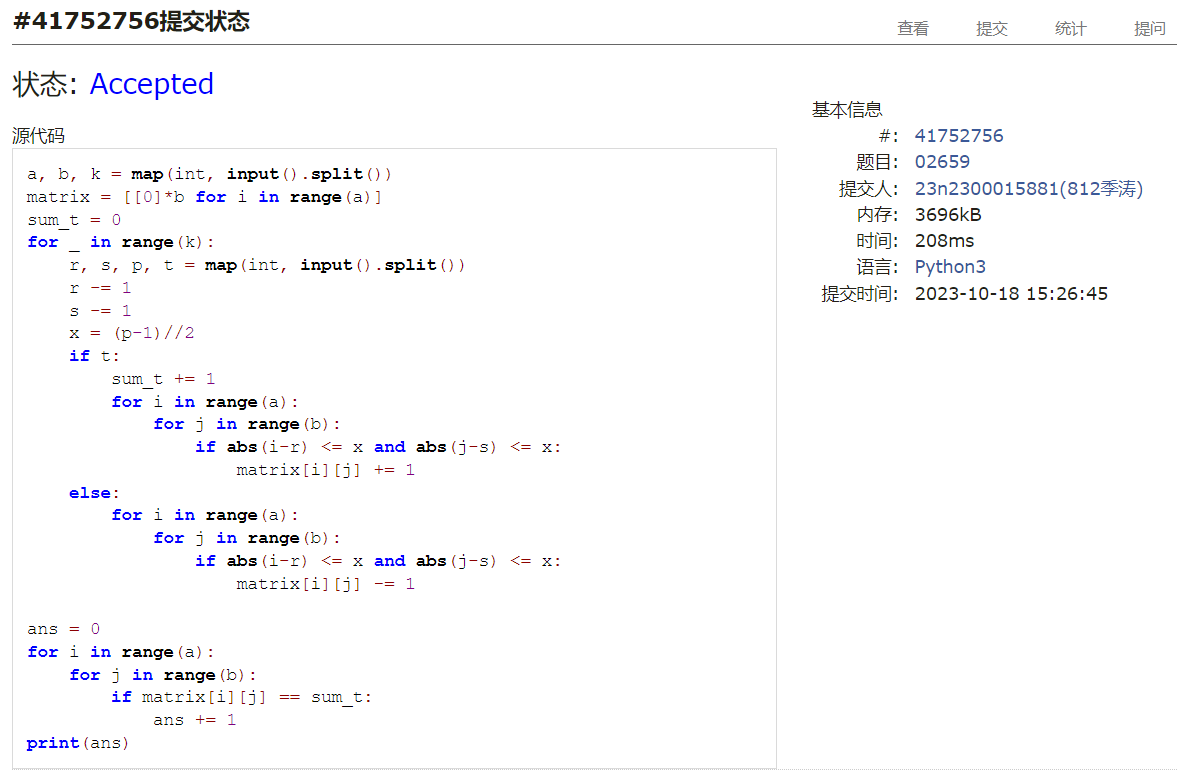 #41752756提交状态
查看 提交 统计 提问
状态: Accepted
源代码
a, b, k = map(int, input().split())
matrix = [[0]*b for i in range(a)]
sum_t = 0
for _ in range(k):
    r, s, p, t = map(int, input().split())
    r -= 1
    s -= 1
    x = (p-1)//2
    if t:
        sum_t += 1
        for i in range(a):
            for j in range(b):
                if abs(i-r) <= x and abs(j-s) <= x:
                    matrix[i][j] += 1
    else:
        for i in range(a):
            for j in range(b):
                if abs(i-r) <= x and abs(j-s) <= x:
                    matrix[i][j] -= 1
ans = 0
for i in range(a):
    for j in range(b):
        if matrix[i][j] == sum_t:
            ans += 1
print(ans)
基本信息
#: 41752756
题目: 02659
提交人: 23n2300015881(812季涛)
内存: 3696kB
时间: 208ms
语言: Python3
提交时间: 2023-10-18 15:26:45